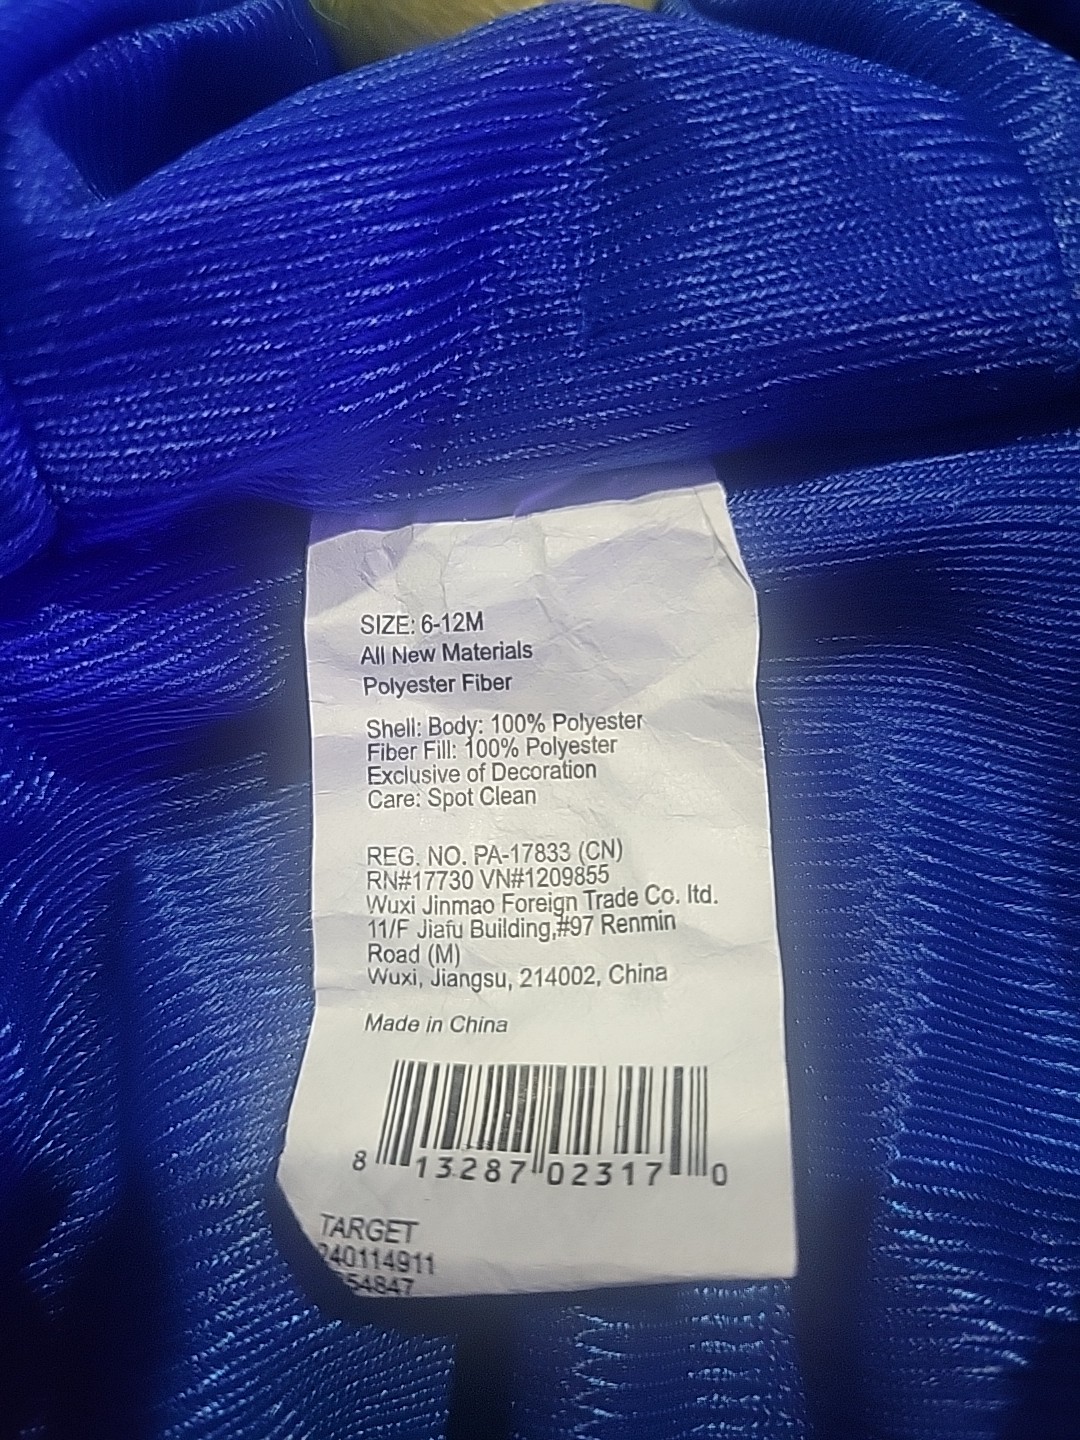 SIZE: 6-12M
All New Materials
Polyester Fiber
Shell: Body: 100% Polyester
Fiber Fill: 100% Polyester
Exclusive of Decoration
Care: Spot Clean
REG. NO. PA-17833 (CN)
RN#17730 VN#1209855
Wuxi Jinmao Foreign Trade Co. ltd.
11/F Jiafu Building,#97 Renmin
Road (M)
Wuxi, Jiangsu, 214002, China
Made in China
8 13287 02317 0
TARGET
240114911
54847